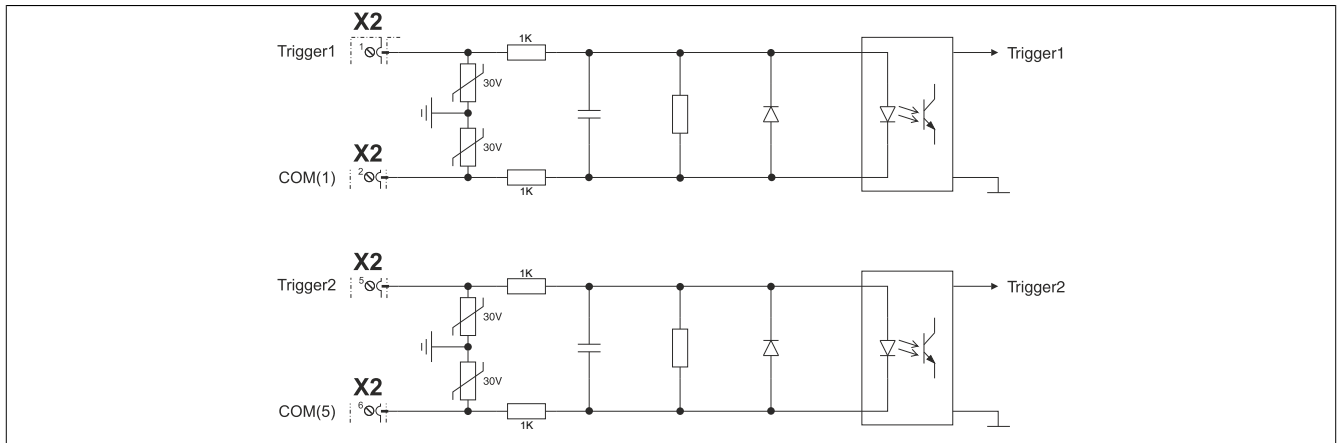 X2
Trigger1
1
1K
Trigger1
30V
30V
X2
COM(1)
2
1K
X2
Trigger2
5
1K
Trigger2
30V
30V
X2
COM(5)
6
1K